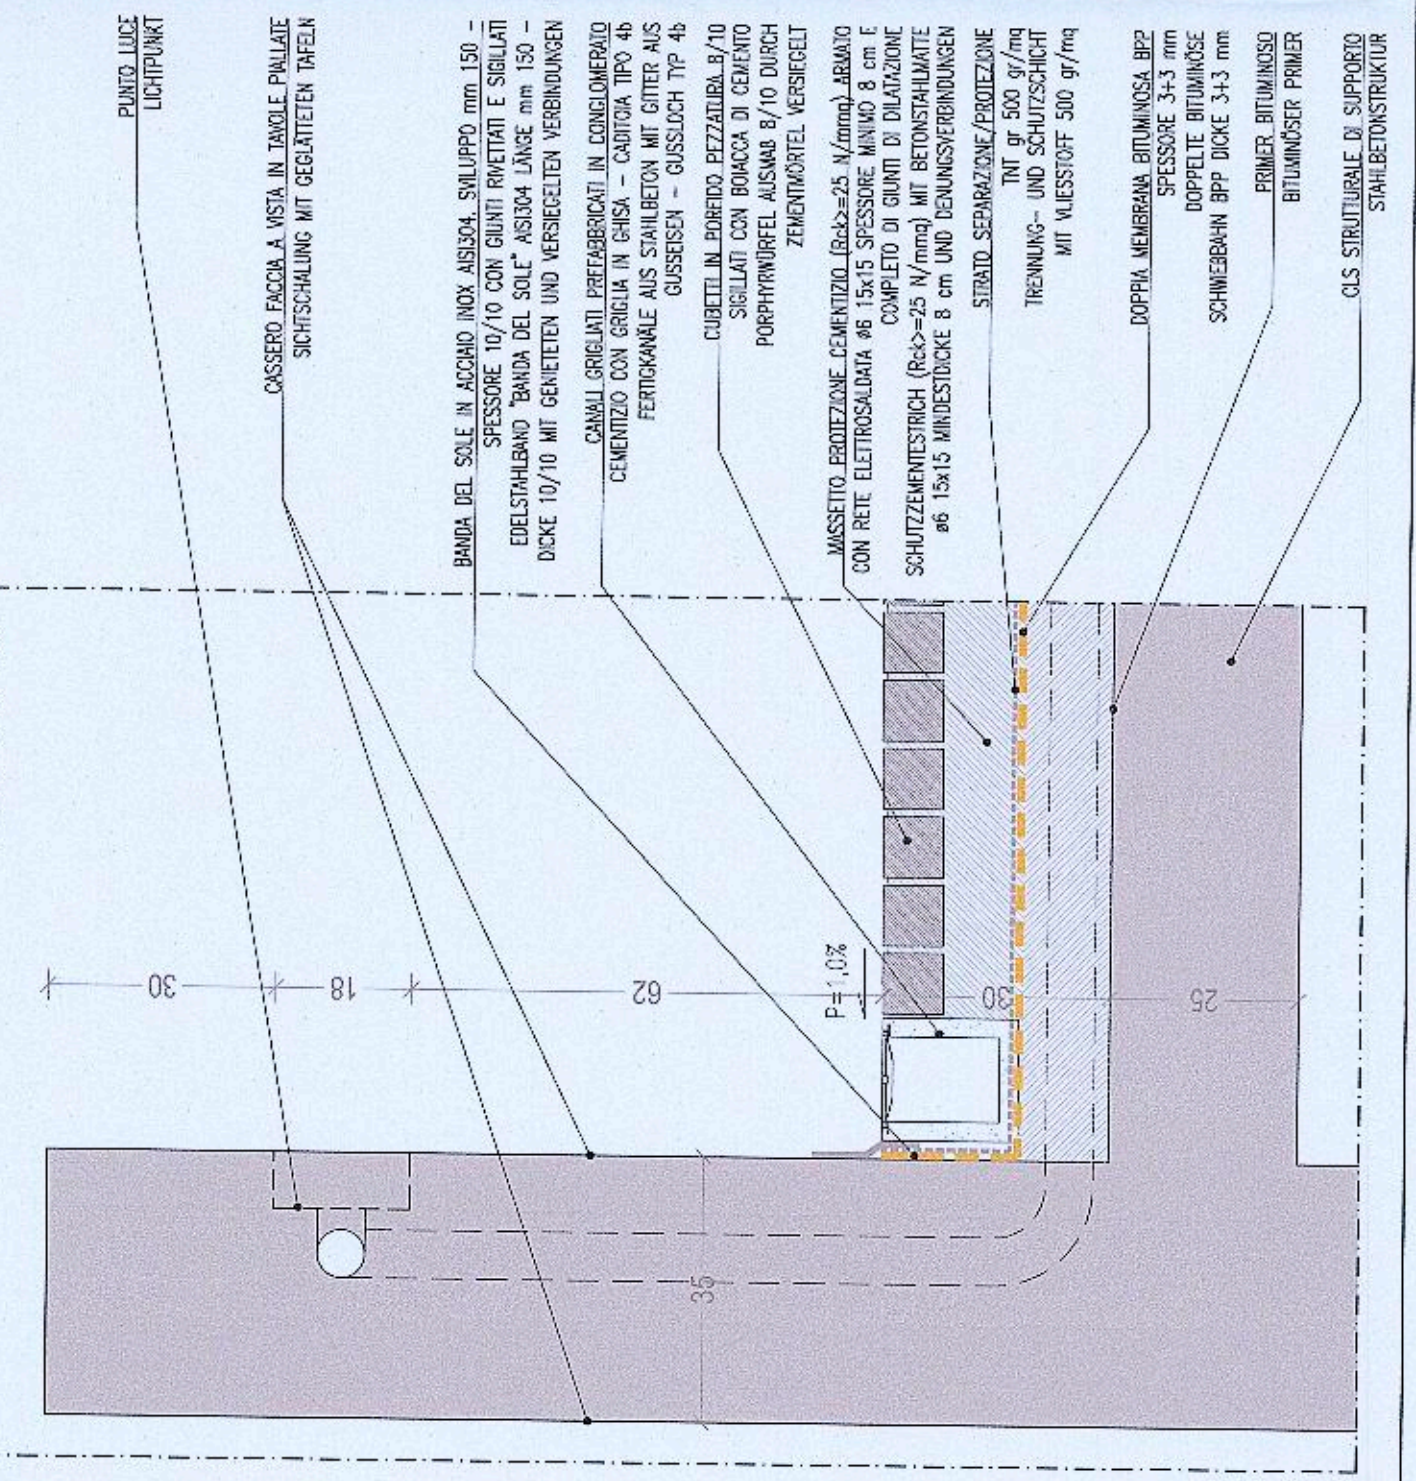 PUNTO LUCE
LICHTPUNKT
CASSERO FACCIA A VISTA IN TAVOLE PIALLATE
SICHTSCHALUNG MIT GEGLÄTTETEN TAFELN
BANDA DEL SOLE IN ACCIAIO INOX AISI304, SVILUPPO mm 150 -
SPESSORE 10/10 CON GIUNTI RIVETTATI E SIGILLATI
EDELSTAHLBAND "BANDA DEL SOLE" AISI304 LÄNGE mm 150 -
DICKE 10/10 MIT GENIETETEN UND VERSIEGELTEN VERBINDUNGEN
CANALI GRIGLIATI PREFABBRICATI IN CONGLOMERATO
CEMENTIZIO CON GRIGLIA IN GHISA - CADITOIA TIPO 4b
FERTIGKANÄLE AUS STAHLBETON MIT GITTER AUS
GUSSEISEN - GUSSLOCH TYP 4b
CUBETTI IN PORFIDO PEZZATURA 8/10
SIGILLATI CON BOIACCA DI CEMENTO
PORPHYRWÜRFEL AUSMAß 8/10 DURCH
ZEMENTMÖRTEL VERSIEGELT
MASSETTO PROTEZIONE CEMENTIZIO (Rck>=25 N/mmq) ARMATO
CON RETE ELETTROSALDATA ø6 15x15 SPESSORE MINIMO 8 cm E
COMPLETO DI GIUNTI DI DILATAZIONE
SCHUTZZEMENTESTRICH (Rck>=25 N/mmq) MIT BETONSTAHLMATTE
ø6 15x15 MINDESTDICKE 8 cm UND DENUNGSVERBINDUNGEN
STRATO SEPARAZIONE/PROTEZIONE
TNT gr 500 gr/mq
TRENNUNG- UND SCHUTZSCHICHT
MIT VLIESSTOFF 500 gr/mq
DOPPIA MEMBRANA BITUMINOSA BPP
SPESSORE 3+3 mm
DOPPELTE BITUMINÖSE
SCHWIEBBAHN BPP DICKE 3+3 mm
PRIMER BITUMINOSO
BITUMINÖSER PRIMER
CLS STRUTTURALE DI SUPPORTO
STAHLBETONSTRUKTUR
30
18
62
P=1,0%
30
25
35